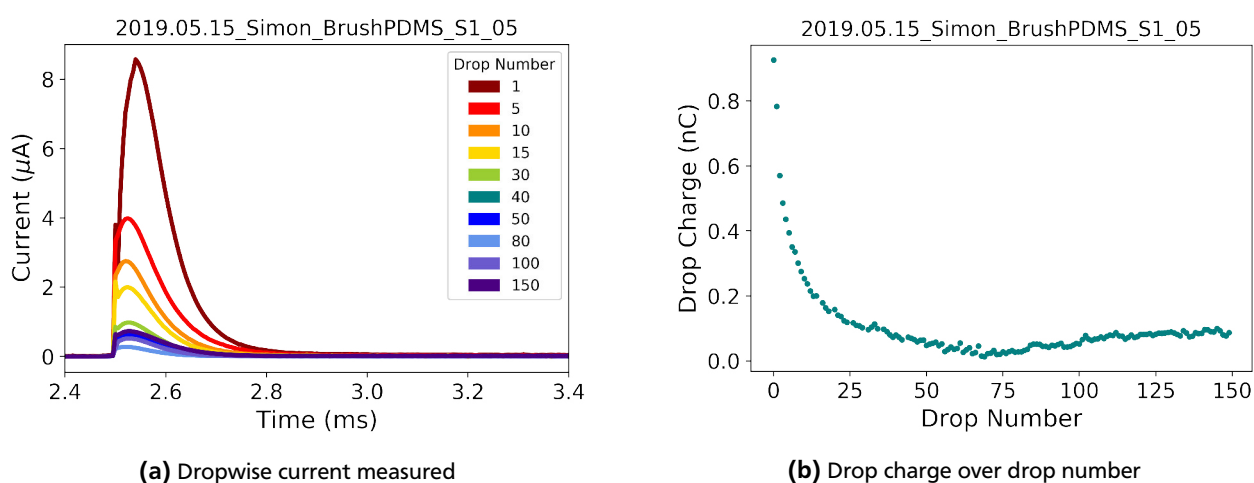 2019.05.15_Simon_BrushPDMS_S1_05
Current (μA)
8
6
4
2
0
Drop Number
1
5
10
15
30
40
50
80
100
150
2.4 2.6 2.8 3.0 3.2 3.4
Time (ms)
(a) Dropwise current measured
2019.05.15_Simon_BrushPDMS_S1_05
Drop Charge (nC)
0.8
0.6
0.4
0.2
0.0
0 25 50 75 100 125 150
Drop Number
(b) Drop charge over drop number